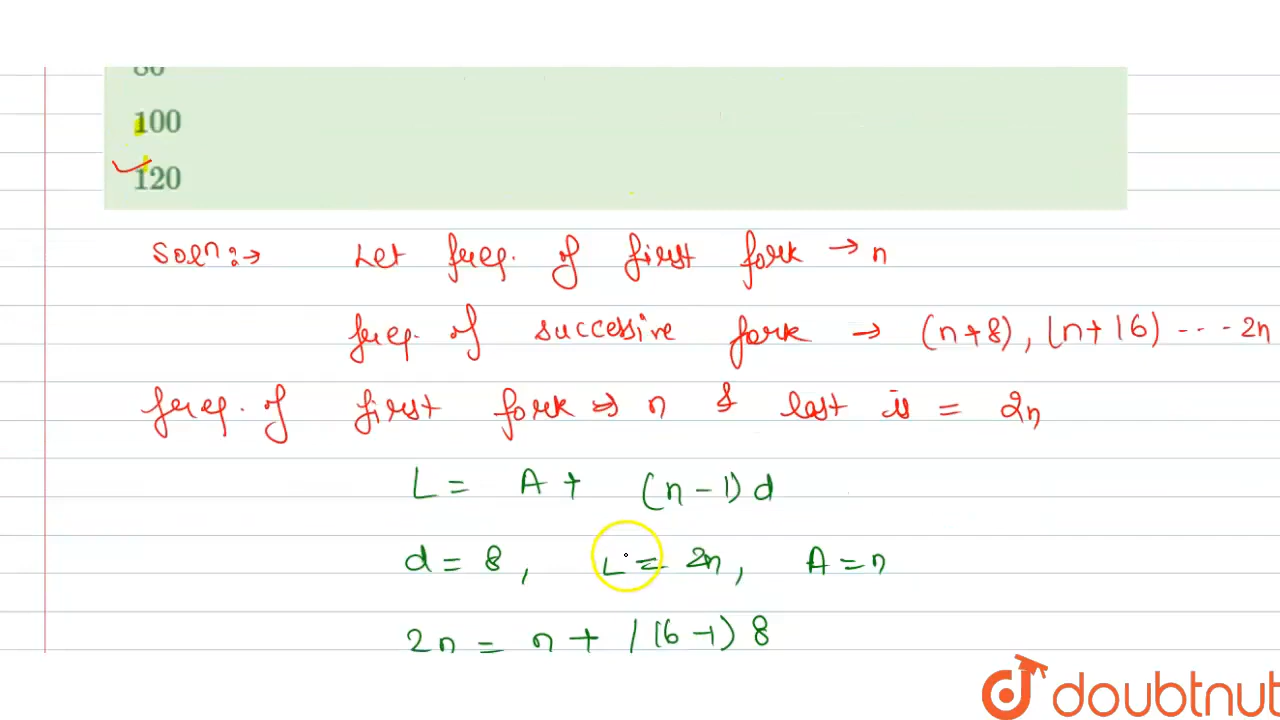 80
100
120
Soln:→ Let freq. of first fork → n
freq. of successive fork → (n+8), (n+16) --- 2n
freq. of first fork ⇒ n & last is = 2n
L = A + (n-1) d
d = 8, L = 2n, A = n
2n = n + (16-1) 8
doubtnut